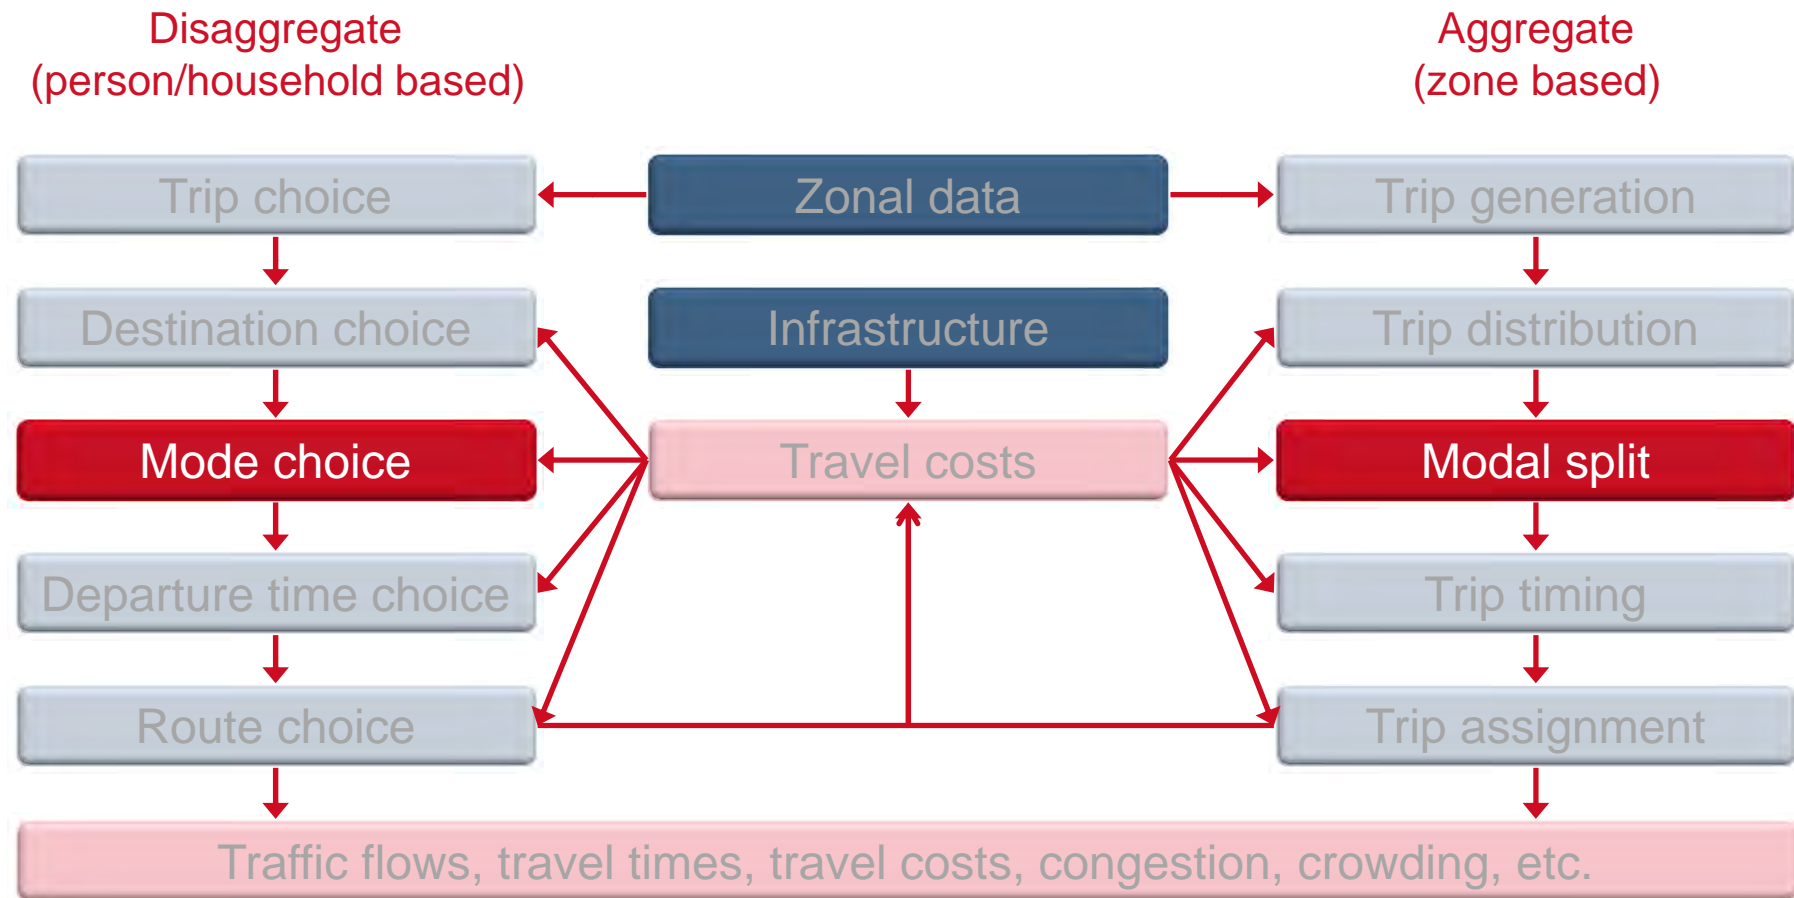 Disaggregate
(person/household based)
Aggregate
(zone based)
Trip choice
Zonal data
Trip generation
Destination choice
Infrastructure
Trip distribution
Mode choice
Travel costs
Modal split
Departure time choice
Trip timing
Route choice
Trip assignment
Traffic flows, travel times, travel costs, congestion, crowding, etc.